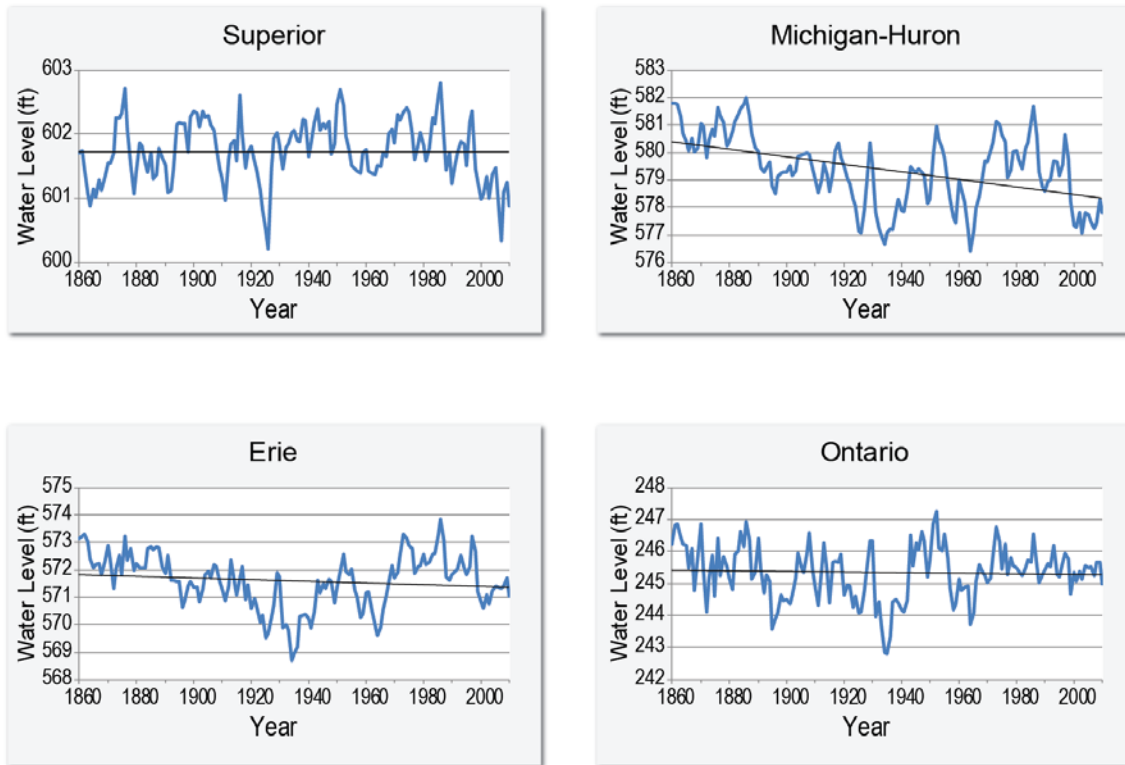 Superior
Water Level (ft)
603
602
601
600
1860 1880 1900 1920 1940 1960 1980 2000
Year
Michigan-Huron
Water Level (ft)
583
582
581
580
579
578
577
576
1860 1880 1900 1920 1940 1960 1980 2000
Year
Erie
Water Level (ft)
575
574
573
572
571
570
569
568
1860 1880 1900 1920 1940 1960 1980 2000
Year
Ontario
Water Level (ft)
248
247
246
245
244
243
242
1860 1880 1900 1920 1940 1960 1980 2000
Year